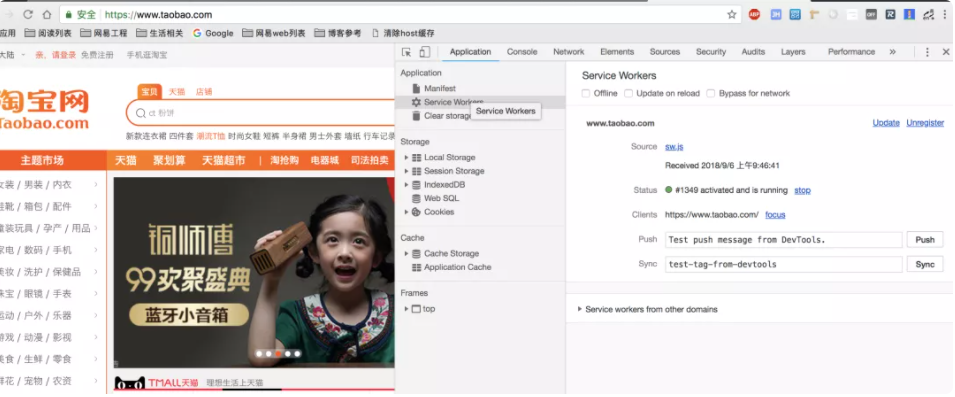 安全 | https://www.taobao.com
应用 阅读列表 网易工程 生活相关 Google 网易web列表 博客参考 清除host缓存
大陆 亲，请登录 免费注册 手机逛淘宝
淘宝网
Taobao.com
宝贝 天猫 店铺
新款连衣裙 四件套 潮流T恤 时尚女鞋 短裤 半身裙 男士外套 墙纸 行车记录
主题市场 天猫 聚划算 天猫超市 | 淘抢购 电器城 司法拍卖
女装 / 男装 / 内衣
鞋靴 / 箱包 / 配件
童装玩具 / 孕产 / 用品
家电 / 数码 / 手机
美妆 / 洗护 / 保健品
珠宝 / 眼镜 / 手表
运动 / 户外 / 乐器
游戏 / 动漫 / 影视
美食 / 生鲜 / 零食
鲜花 / 宠物 / 农资
铜师傅
99欢聚盛典
蓝牙小音箱
TMALL天猫 理想生活上天猫
Application Console Network Elements Sources Security Audits Layers Performance
Application
Manifest
Service Workers
Service Workers
Clear storage
Storage
Local Storage
Session Storage
IndexedDB
Web SQL
Cookies
Cache
Cache Storage
Application Cache
Frames
top
Service Workers
Offline Update on reload Bypass for network
www.taobao.com Update Unregister
Source sw.js
Received 2018/9/6 上午9:46:41
Status #1349 activated and is running stop
Clients https://www.taobao.com/ focus
Push Test push message from DevTools. Push
Sync test-tag-from-devtools Sync
Service workers from other domains